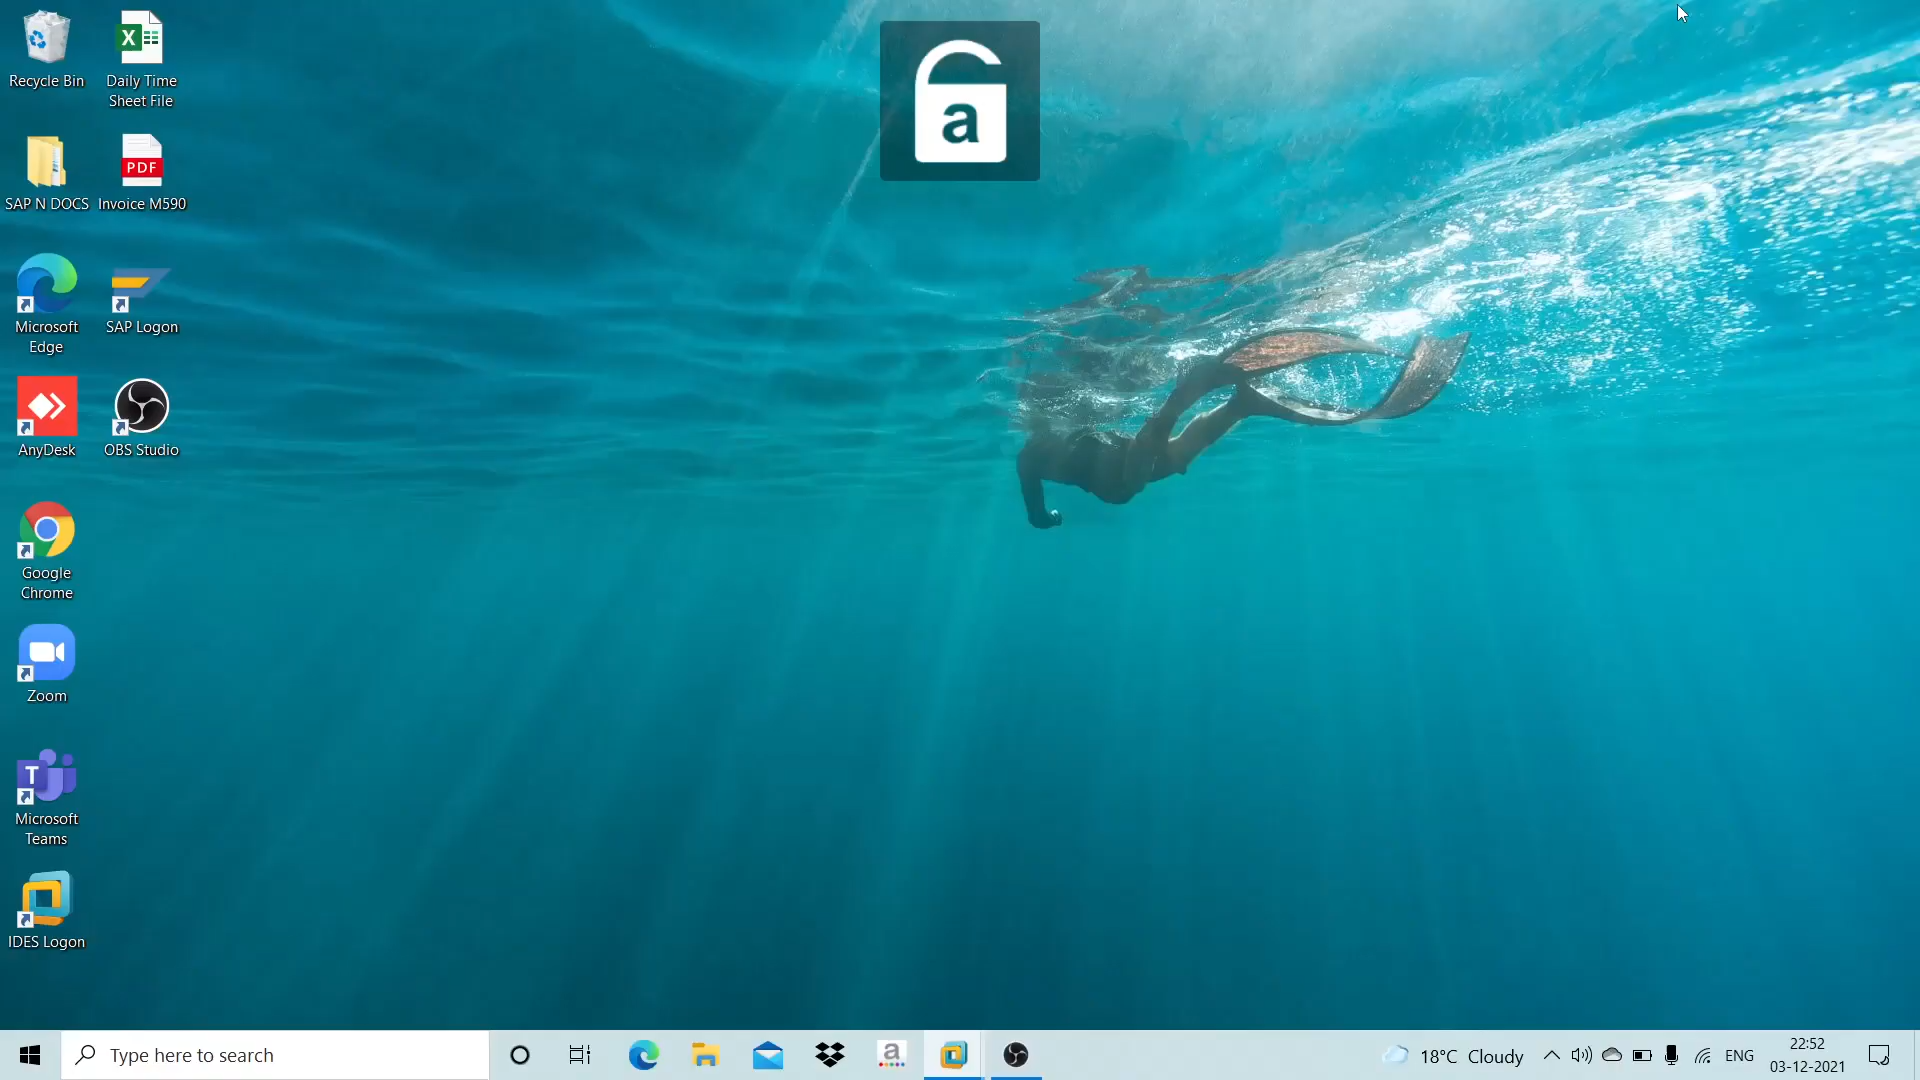 Recycle Bin
Daily Time
Sheet File
SAP N DOCS
PDF
Invoice M590
Microsoft
Edge
SAP Logon
AnyDesk
OBS Studio
Google
Chrome
Zoom
T
Microsoft
Teams
IDES Logon
X
a
Type here to search
a
18°C Cloudy
ENG
22:52
03-12-2021